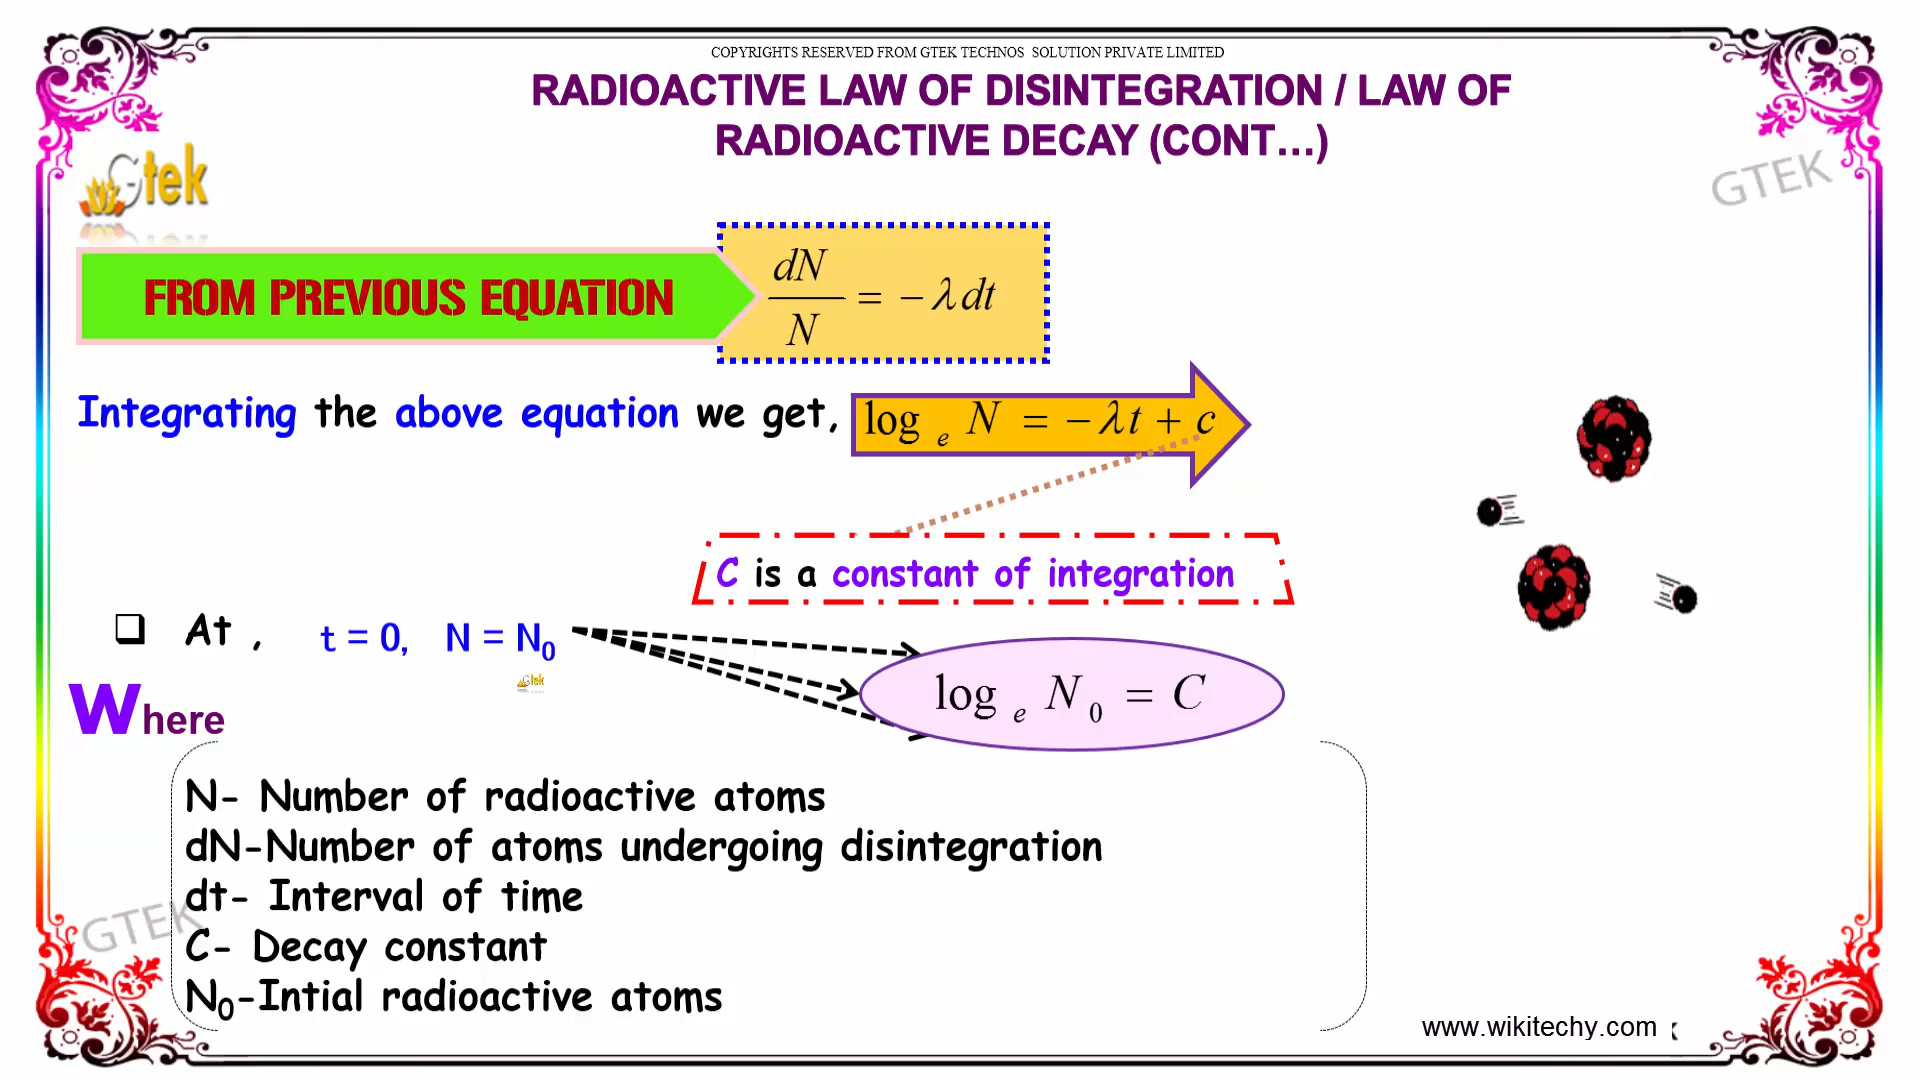 COPYRIGHTS RESERVED FROM GTEK TECHNOS SOLUTION PRIVATE LIMITED
RADIOACTIVE LAW OF DISINTEGRATION / LAW OF
RADIOACTIVE DECAY (CONT...)
Gtek
GTEK
FROM PREVIOUS EQUATION
dN/N = − λ dt
Integrating the above equation we get,
log e N = − λ t + c
C is a constant of integration
At , t = 0, N = N₀
Gtek
log e N 0 = C
Where
N- Number of radioactive atoms
dN-Number of atoms undergoing disintegration
dt- Interval of time
GTEK
C- Decay constant
N₀-Intial radioactive atoms
www.wikitechy.com